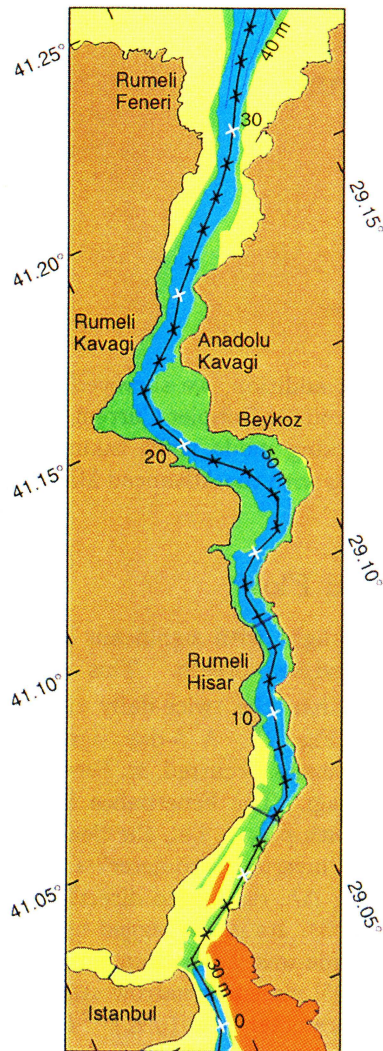 41.25°
40 m
Rumeli
Feneri
30
29.15°
41.20°
Rumeli
Kavagi
Anadolu
Kavagi
Beykoz
20
50 m
41.15°
29.10°
Rumeli
Hisar
41.10°
10
41.05°
29.05°
30 m
Istanbul
0